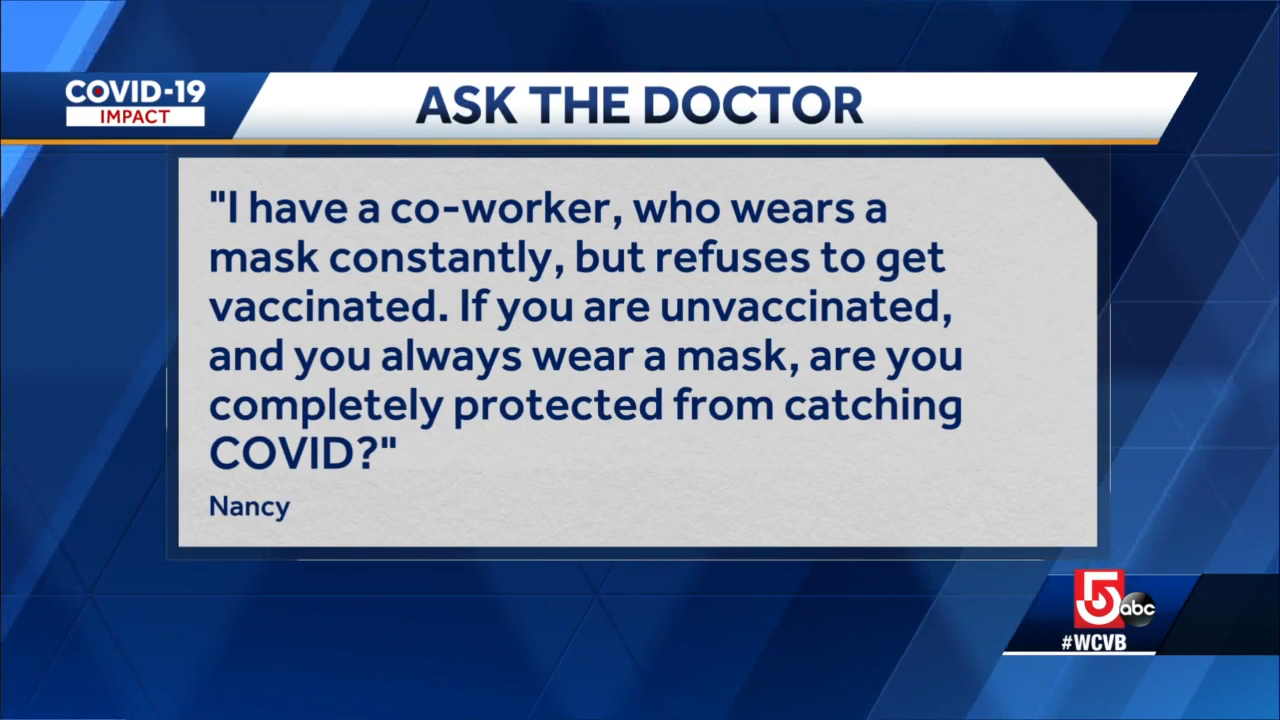 COVID-19
IMPACT
ASK THE DOCTOR
"I have a co-worker, who wears a
mask constantly, but refuses to get
vaccinated. If you are unvaccinated,
and you always wear a mask, are you
completely protected from catching
COVID?"
Nancy
5 abc
#WCVB